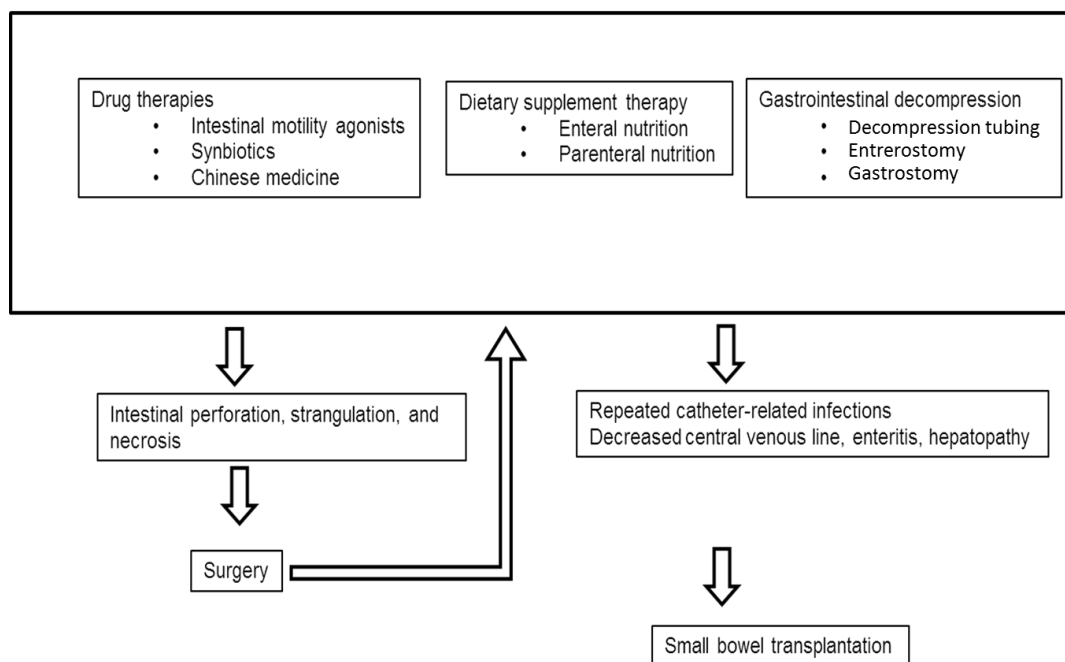 Drug therapies
• Intestinal motility agonists
• Synbiotics
• Chinese medicine
Dietary supplement therapy
• Enteral nutrition
• Parenteral nutrition
Gastrointestinal decompression
• Decompression tubing
• Entrerostomy
• Gastrostomy
Intestinal perforation, strangulation, and
necrosis
Repeated catheter-related infections
Decreased central venous line, enteritis, hepatopathy
Surgery
Small bowel transplantation